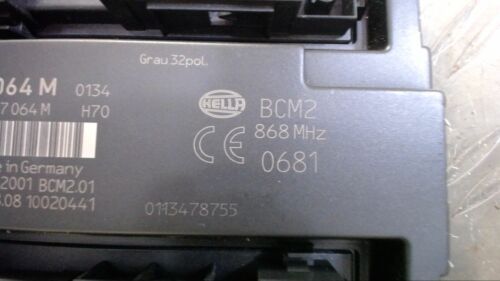 Grau 32pol.
064 M 0134
7 064 M H70
HELLA BCM2
868 MHz
CE 0681
in Germany
2001 BCM2.01
.08 10020441
0113478755